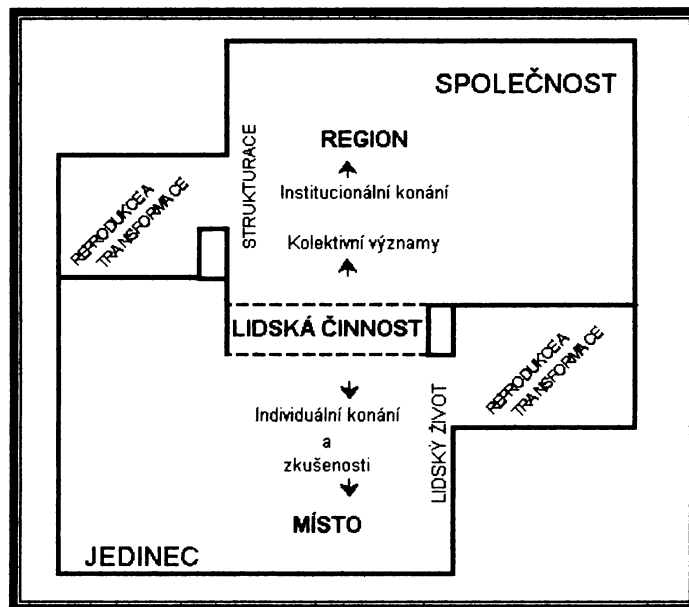 SPOLEČNOST
STRUKTURACE
REGION
Institucionální konání
REPRODUKCE A
TRANSFORMACE
Kolektivní významy
LIDSKÁ ČINNOST
REPRODUKCE A
TRANSFORMACE
Individuální konání
a
zkušenosti
LIDSKÝ ŽIVOT
MÍSTO
JEDINEC